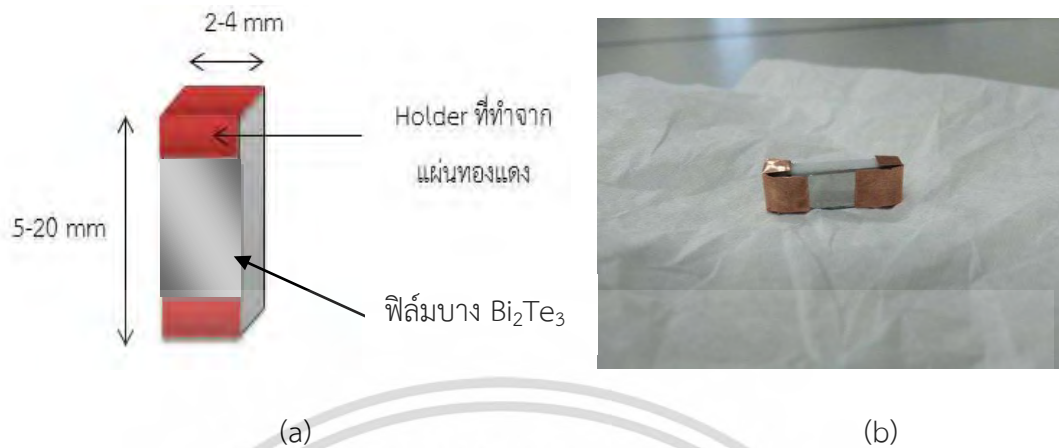 2-4 mm
Holder ที่ทำจาก
แผ่นทองแดง
5-20 mm
ฟิล์มบาง Bi₂Te₃
(a)
(b)